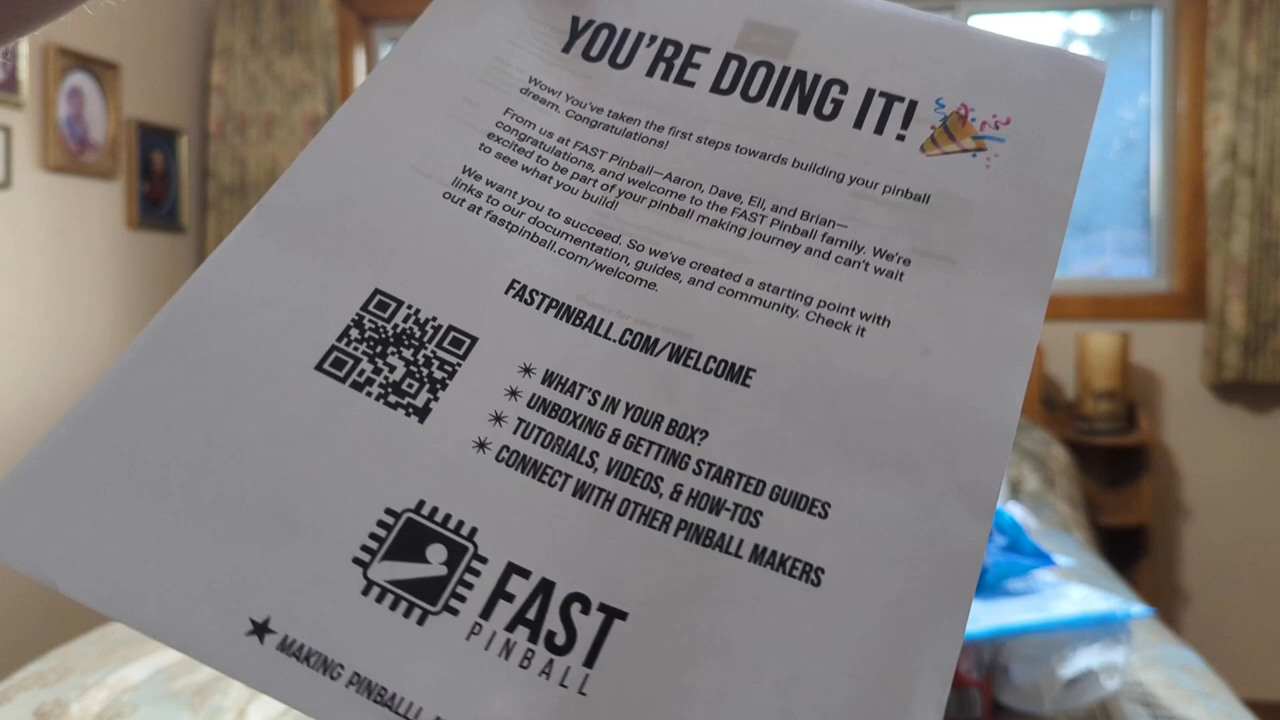 YOU'RE DOING IT!
Wow! You've taken the first steps towards building your pinball
dream. Congratulations!
From us at FAST Pinball—Aaron, Dave, Eli, and Brian—
congratulations, and welcome to the FAST Pinball family. We're
excited to be part of your pinball making journey and can't wait
to see what you build!
We want you to succeed. So we've created a starting point with
links to our documentation, guides, and community. Check it
out at fastpinball.com/welcome.
FASTPINBALL.COM/WELCOME
✳ WHAT'S IN YOUR BOX?
✳ UNBOXING & GETTING STARTED GUIDES
✳ TUTORIALS, VIDEOS, & HOW-TOS
✳ CONNECT WITH OTHER PINBALL MAKERS
FAST
PINBALL
★ MAKING PINBALL!